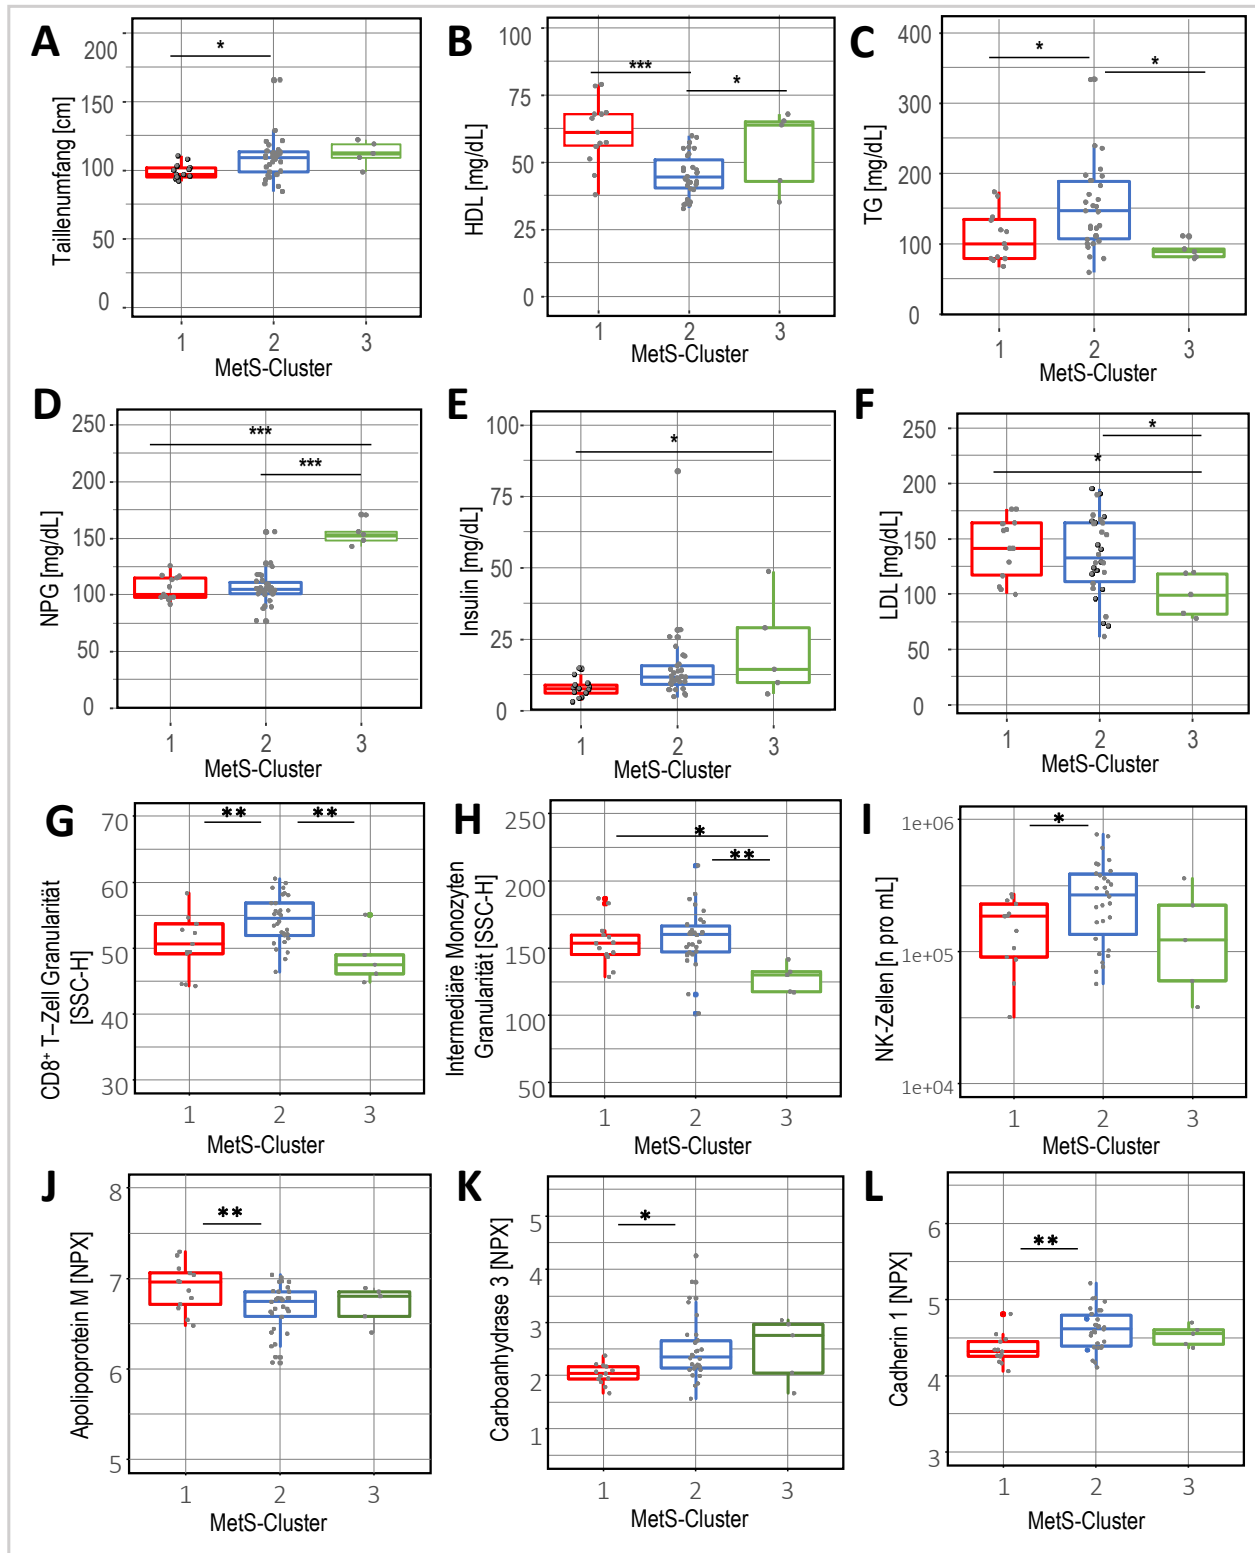 A
Taillenumfang [cm]
200
150
100
50
0
*
1
2
3
MetS-Cluster
B
HDL [mg/dL]
100
75
50
25
0
***
*
1
2
3
MetS-Cluster
C
TG [mg/dL]
400
300
200
100
0
*
*
1
2
3
MetS-Cluster
D
NPG [mg/dL]
250
200
150
100
50
0
***
***
1
2
3
MetS-Cluster
E
Insulin [mg/dL]
100
75
50
25
0
*
1
2
3
MetS-Cluster
F
LDL [mg/dL]
250
200
150
100
50
0
*
*
1
2
3
MetS-Cluster
G
CD8⁺ T–Zell Granularität
[SSC-H]
70
60
50
40
30
**
**
1
2
3
MetS-Cluster
H
Intermediäre Monozyten
Granularität [SSC-H]
250
200
150
100
50
*
**
1
2
3
MetS-Cluster
I
NK-Zellen [n pro mL]
1e+06
1e+05
1e+04
*
1
2
3
MetS-Cluster
J
Apolipoprotein M [NPX]
8
7
6
5
**
1
2
3
MetS-Cluster
K
Carboanhydrase 3 [NPX]
5
4
3
2
1
*
1
2
3
MetS-Cluster
L
Cadherin 1 [NPX]
6
5
4
3
**
1
2
3
MetS-Cluster